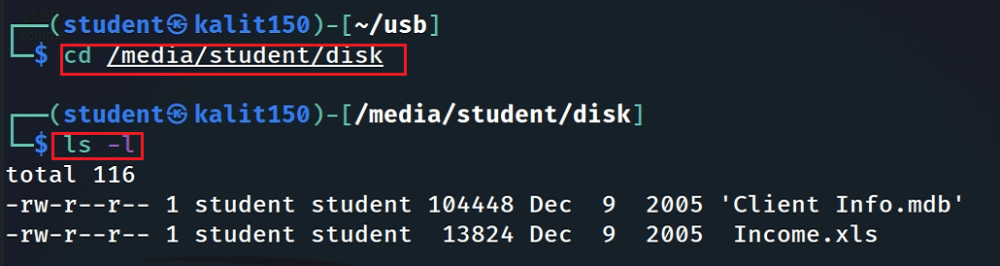 ┌──(student㉿kalit150)-[~/usb]
└─$ cd /media/student/disk
┌──(student㉿kalit150)-[/media/student/disk]
└─$ ls -l
total 116
-rw-r--r-- 1 student student 104448 Dec  9  2005 'Client Info.mdb'
-rw-r--r-- 1 student student  13824 Dec  9  2005  Income.xls